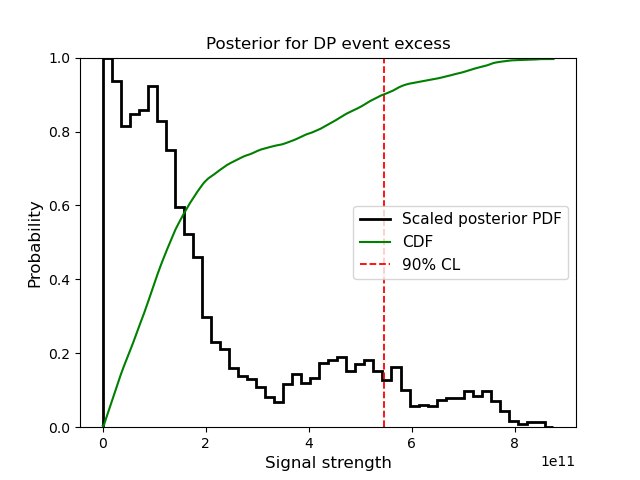 Posterior for DP event excess
1.0
0.8
0.6
0.4
0.2
0.0
Probability
Scaled posterior PDF
CDF
90% CL
0 2 4 6 8
1e11
Signal strength